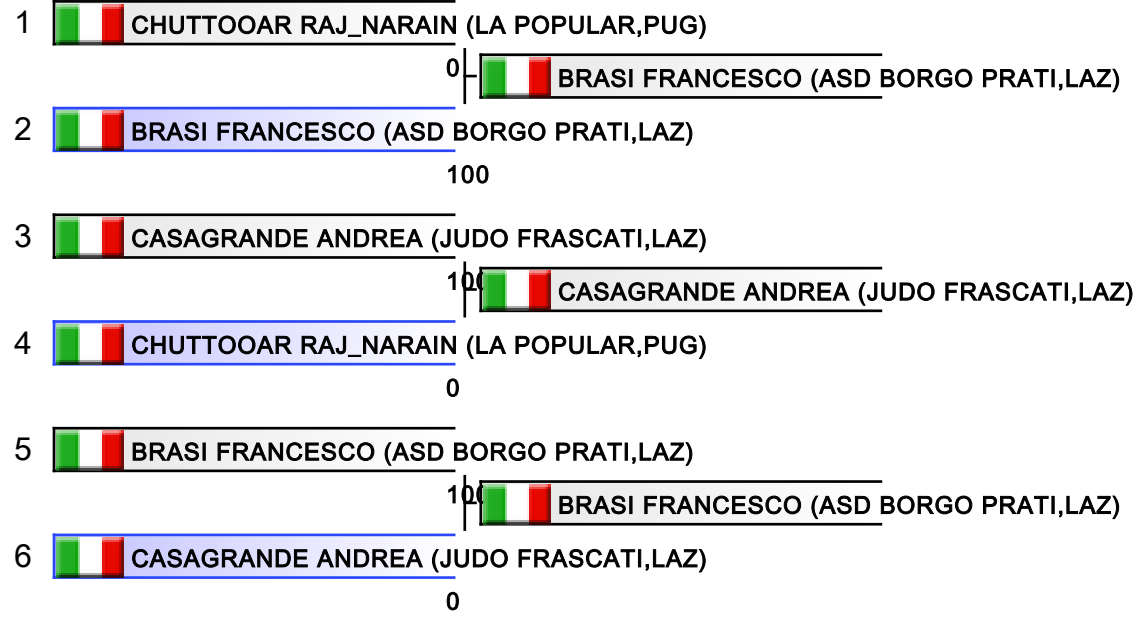 1 CHUTTOOAR RAJ_NARAIN (LA POPULAR,PUG)
0
BRASI FRANCESCO (ASD BORGO PRATI,LAZ)
2 BRASI FRANCESCO (ASD BORGO PRATI,LAZ)
100
3 CASAGRANDE ANDREA (JUDO FRASCATI,LAZ)
100
CASAGRANDE ANDREA (JUDO FRASCATI,LAZ)
4 CHUTTOOAR RAJ_NARAIN (LA POPULAR,PUG)
0
5 BRASI FRANCESCO (ASD BORGO PRATI,LAZ)
100
BRASI FRANCESCO (ASD BORGO PRATI,LAZ)
6 CASAGRANDE ANDREA (JUDO FRASCATI,LAZ)
0